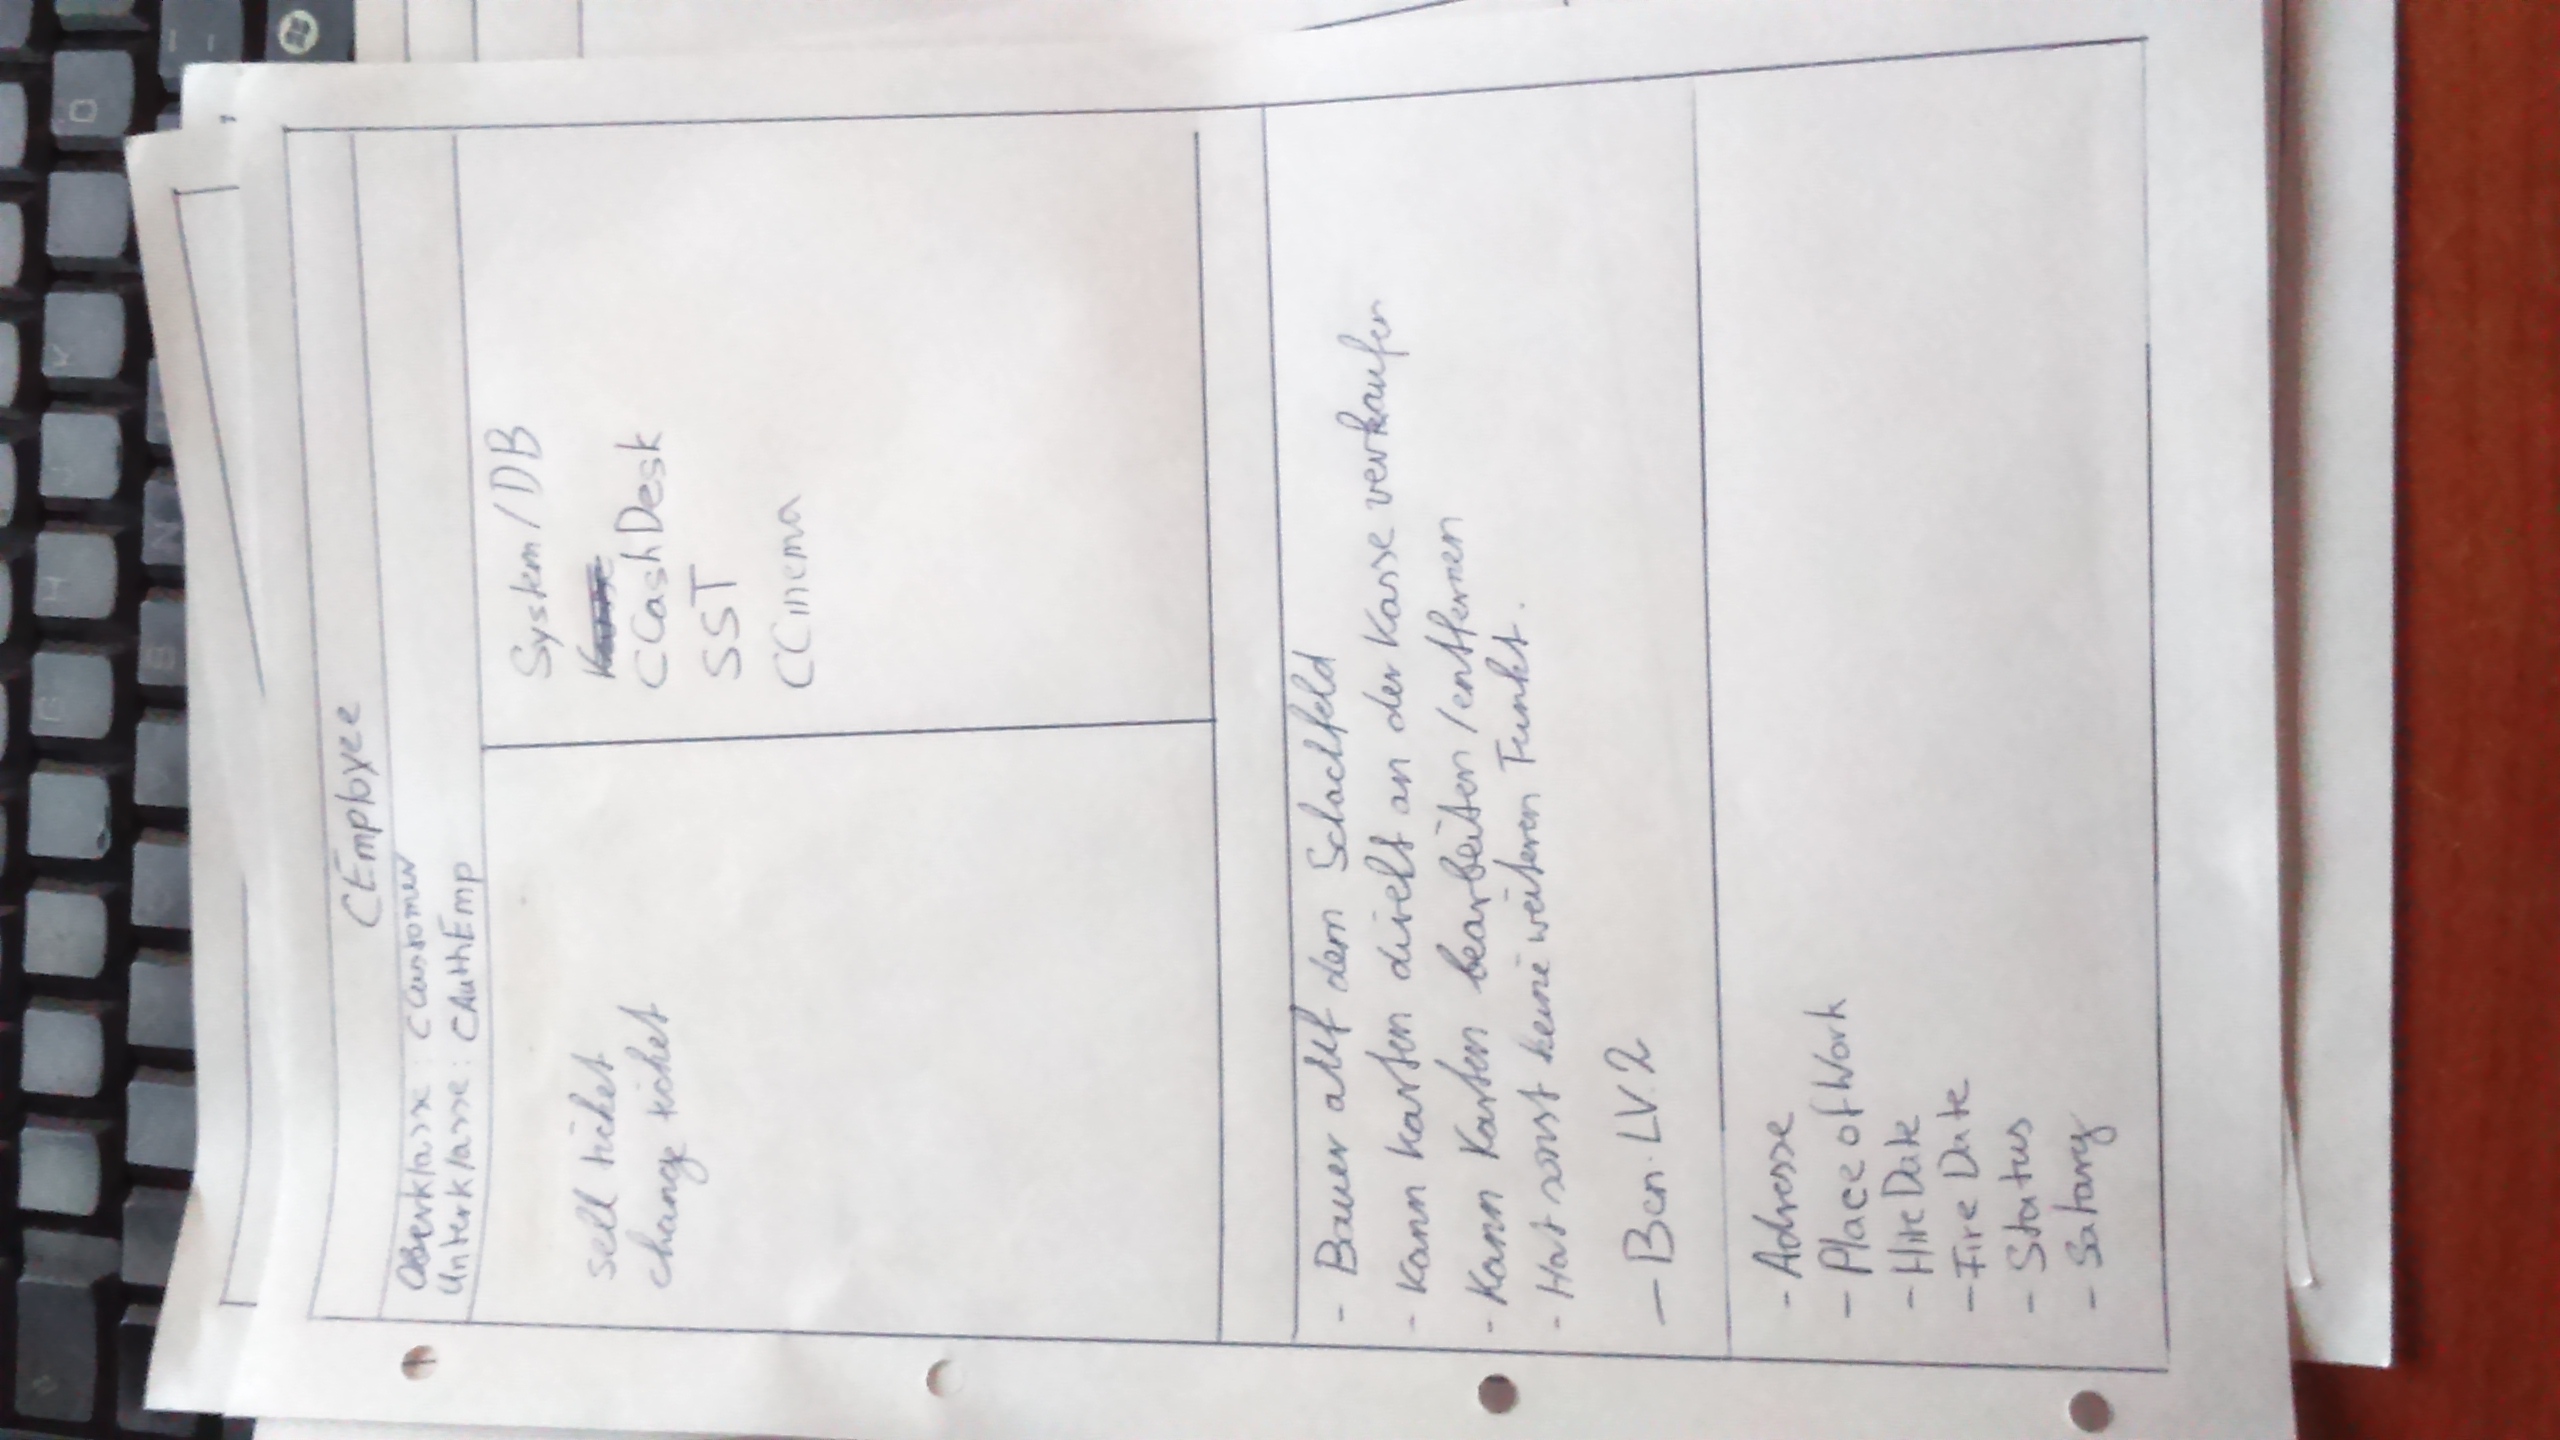 CEmployee
Oberklasse: CCustomer
Unterklasse: CAuthEmp
sell ticket
change ticket
System/DB
Kasse
CCashDesk
SST
CCinema
- Bauer auf dem Schachfeld
- Kann Karten direkt an der Kasse verkaufen
- Kann Karten bearbeiten/entfernen
- Hat sonst keine weiteren Funkt.
- Ben. LV. 2
- Adresse
- Place of Work
- Hire Date
- Fire Date
- Status
- Salary
G H J K Ö
B N